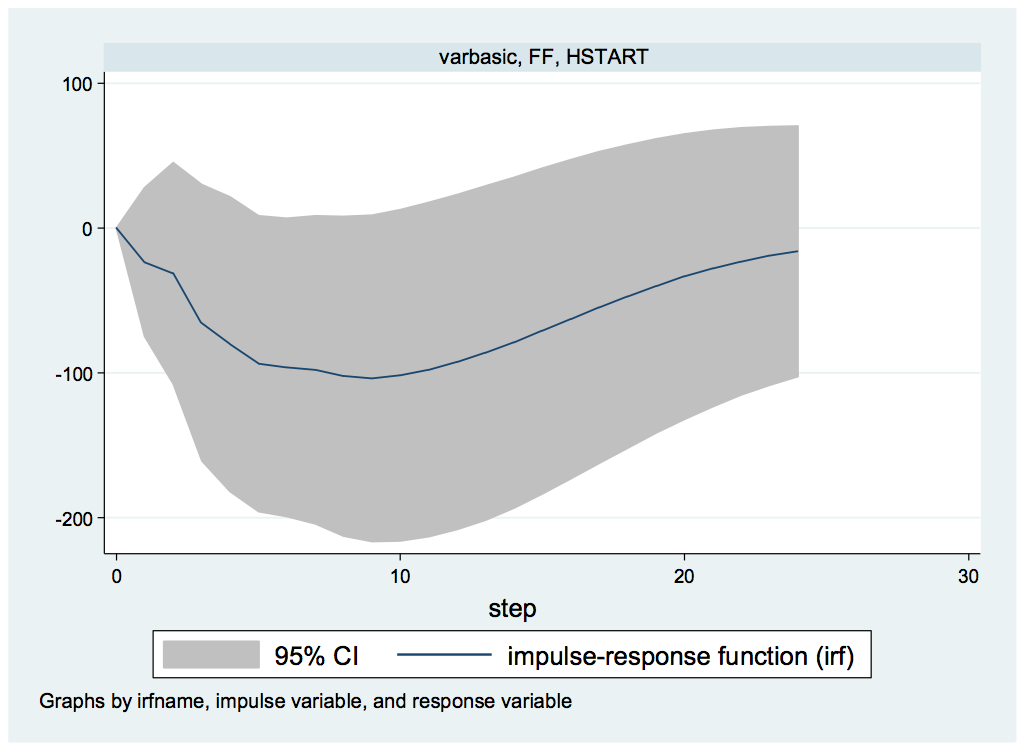 varbasic, FF, HSTART
100
0
-100
-200
0 10 20 30
step
95% CI impulse-response function (irf)
Graphs by irfname, impulse variable, and response variable